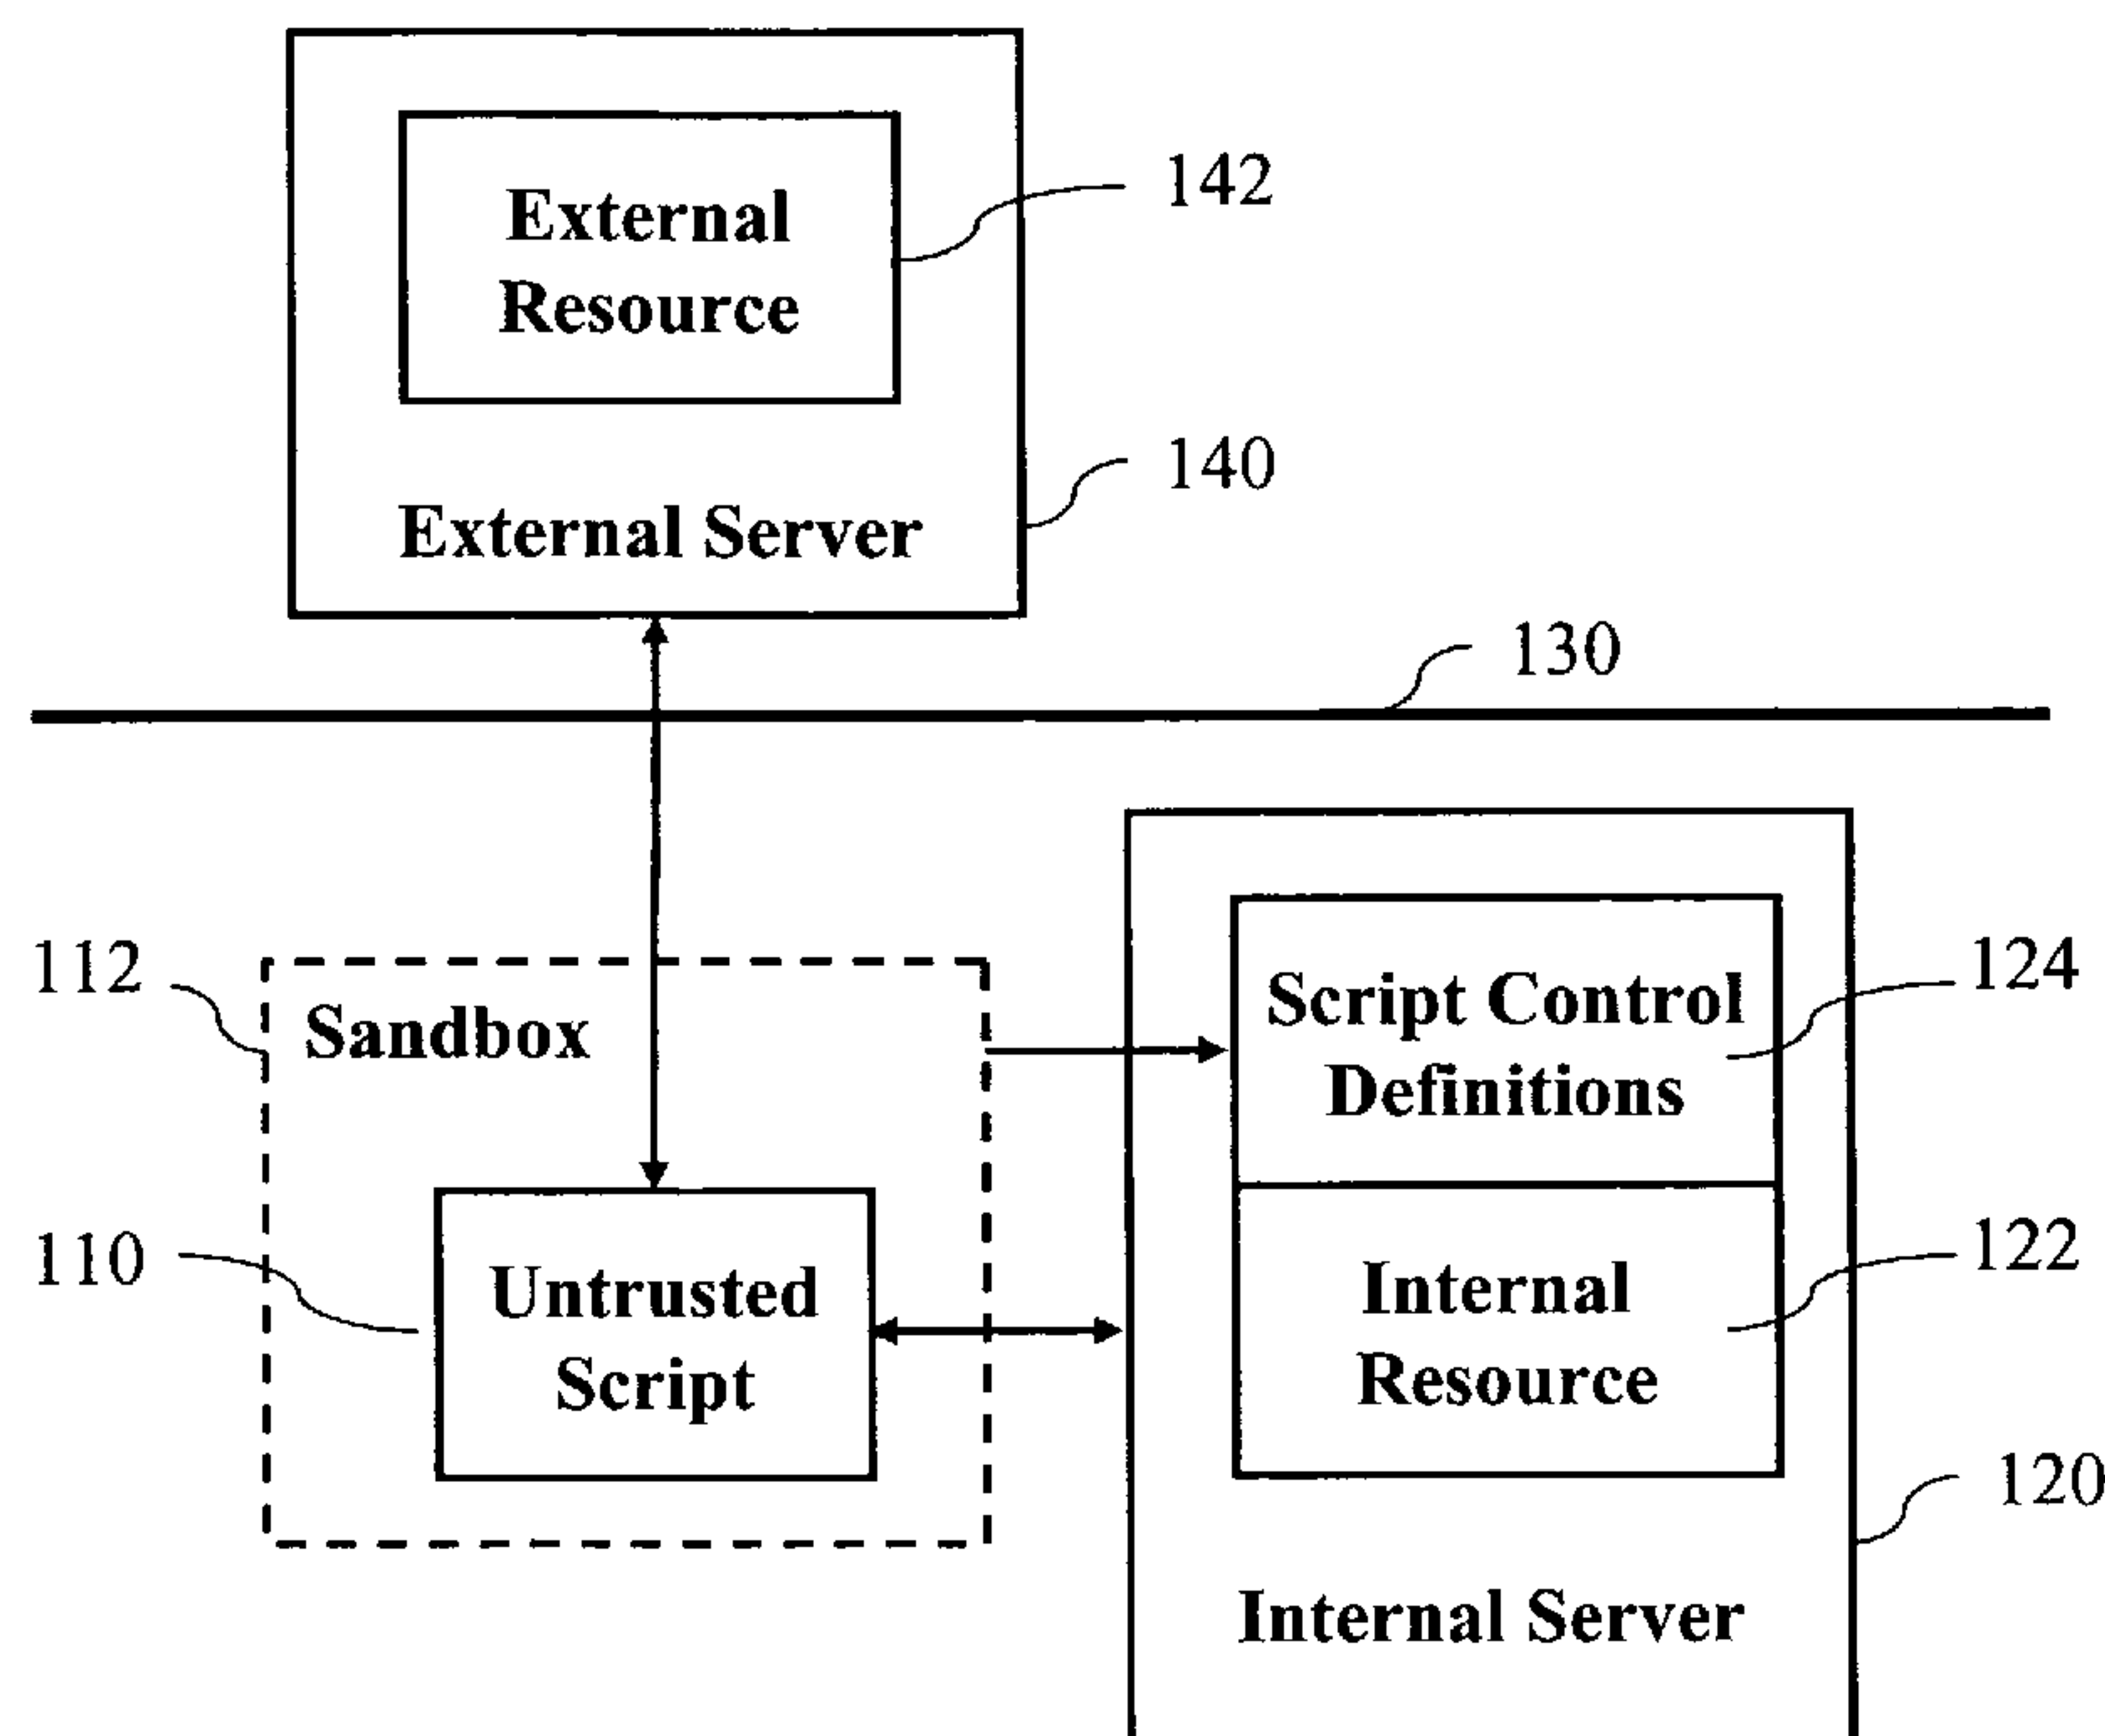 External
Resource
142
External Server
140
130
112
Sandbox
Script Control
Definitions
124
110
Untrusted
Script
Internal
Resource
122
120
Internal Server